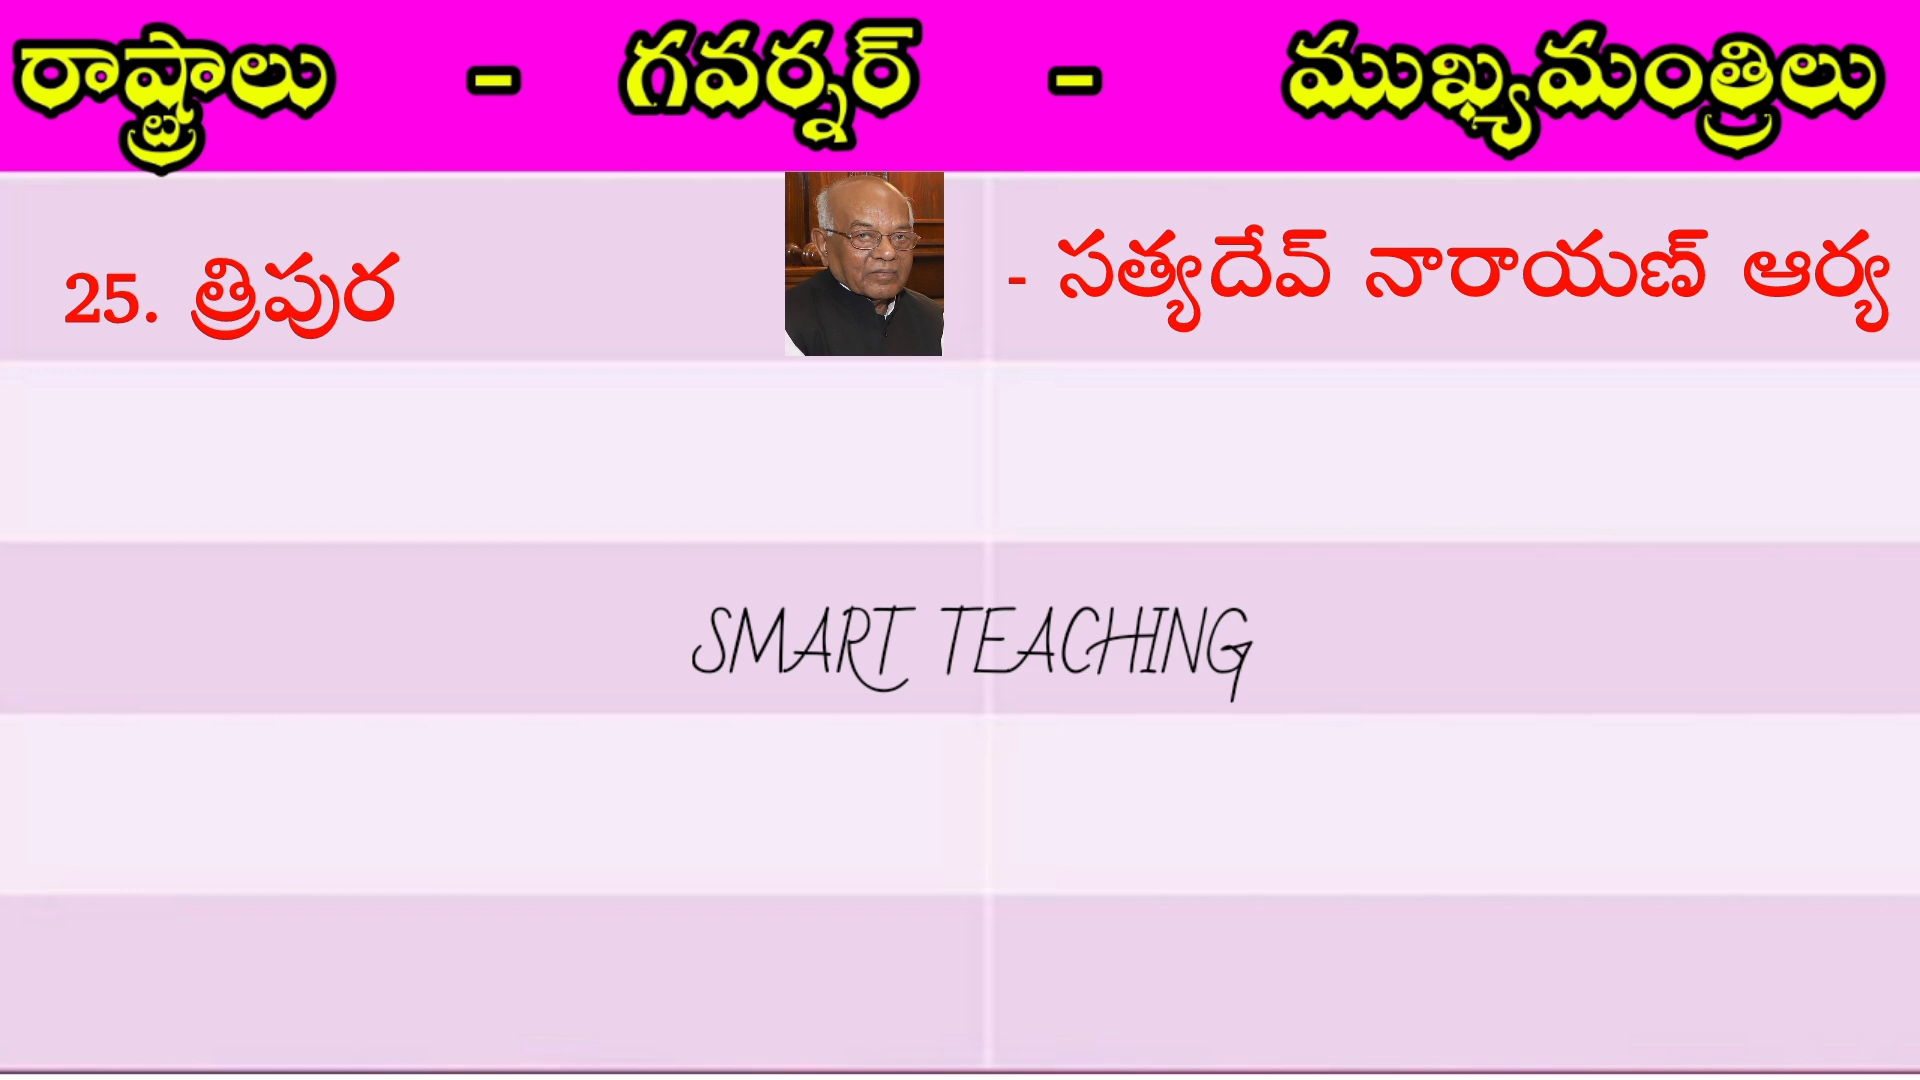 రాష్ట్రాలు - గవర్నర్ - ముఖ్యమంత్రిలు
25. త్రిపుర - సత్యదేవ్ నారాయణ్ ఆర్య
SMART TEACHING